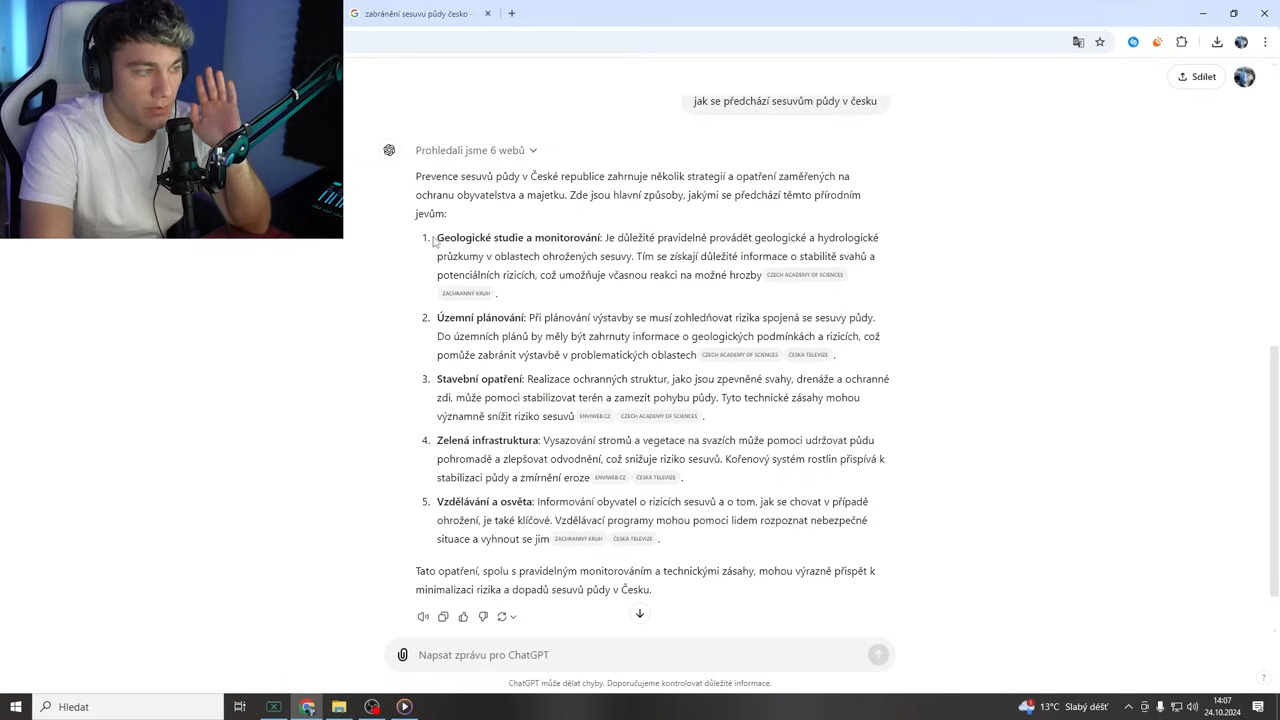 zabránění sesuvů půdy česko -
Sdílet
jak se předchází sesuvům půdy v česku
Prohledali jsme 6 webů
Prevence sesuvů půdy v České republice zahrnuje několik strategií a opatření zaměřených na
ochranu obyvatelstva a majetku. Zde jsou hlavní způsoby, jakými se předchází těmto přírodním
jevům:
1. Geologické studie a monitorování: Je důležité pravidelně provádět geologické a hydrologické
průzkumy v oblastech ohrožených sesuvy. Tím se získají důležité informace o stabilitě svahů a
potenciálních rizicích, což umožňuje včasnou reakci na možné hrozby CZECH ACADEMY OF SCIENCES
ZACHRANNÝ KRUH .
2. Územní plánování: Při plánování výstavby se musí zohledňovat rizika spojená se sesuvy půdy.
Do územních plánů by měly být zahrnuty informace o geologických podmínkách a rizicích, což
pomůže zabránit výstavbě v problematických oblastech CZECH ACADEMY OF SCIENCES ČESKÁ TELEVIZE .
3. Stavební opatření: Realizace ochranných struktur, jako jsou zpevněné svahy, drenáže a ochranné
zdi, může pomoci stabilizovat terén a zamezit pohybu půdy. Tyto technické zásahy mohou
významně snížit riziko sesuvů ENVIWEB.CZ CZECH ACADEMY OF SCIENCES .
4. Zelená infrastruktura: Vysazování stromů a vegetace na svazích může pomoci udržovat půdu
pohromadě a zlepšovat odvodnění, což snižuje riziko sesuvů. Kořenový systém rostlin přispívá k
stabilizaci půdy a zmírnění eroze ENVIWEB.CZ ČESKÁ TELEVIZE .
5. Vzdělávání a osvěta: Informování obyvatel o rizicích sesuvů a o tom, jak se chovat v případě
ohrožení, je také klíčové. Vzdělávací programy mohou pomoci lidem rozpoznat nebezpečné
situace a vyhnout se jim ZACHRANNÝ KRUH ČESKÁ TELEVIZE .
Tato opatření, spolu s pravidelným monitorováním a technickými zásahy, mohou výrazně přispět k
minimalizaci rizika a dopadů sesuvů půdy v Česku.
Napsat zprávu pro ChatGPT
ChatGPT může dělat chyby. Doporučujeme kontrolovat důležité informace.
Hledat
13°C Slabý déšť
14:07
24.10.2024